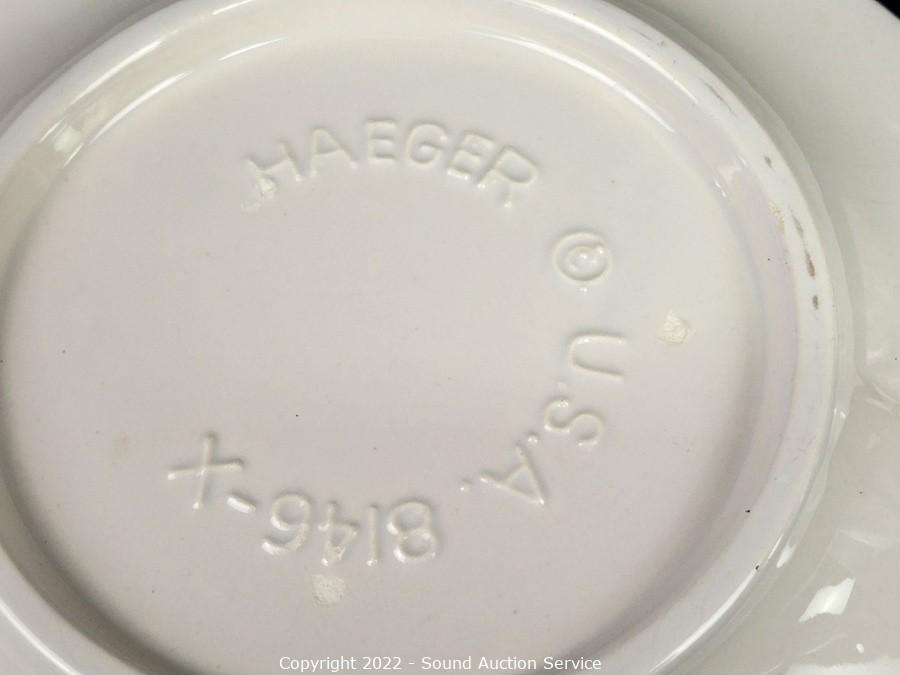 HAEGER © U.S.A. 8146-X
Copyright 2022 - Sound Auction Service